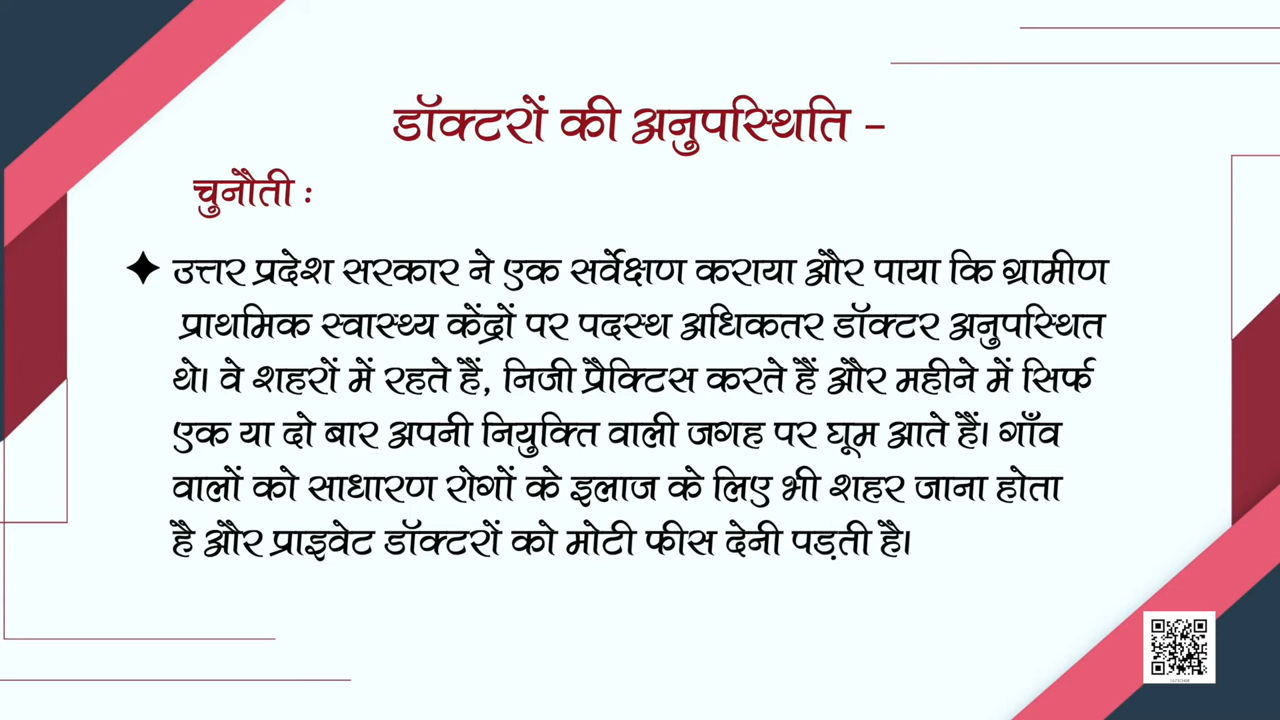 डॉक्टरों की अनुपस्थिति -
चुनौती :
उत्तर प्रदेश सरकार ने एक सर्वेक्षण कराया और पाया कि ग्रामीण
प्राथमिक स्वास्थ्य केंद्रों पर पदस्थ अधिकतर डॉक्टर अनुपस्थित
थे। वे शहरों में रहते हैं, निजी प्रैक्टिस करते हैं और महीने में सिर्फ
एक या दो बार अपनी नियुक्ति वाली जगह पर घूम आते हैं। गाँव
वालों को साधारण रोगों के इलाज के लिए भी शहर जाना होता
है और प्राइवेट डॉक्टरों को मोटी फीस देनी पड़ती है।